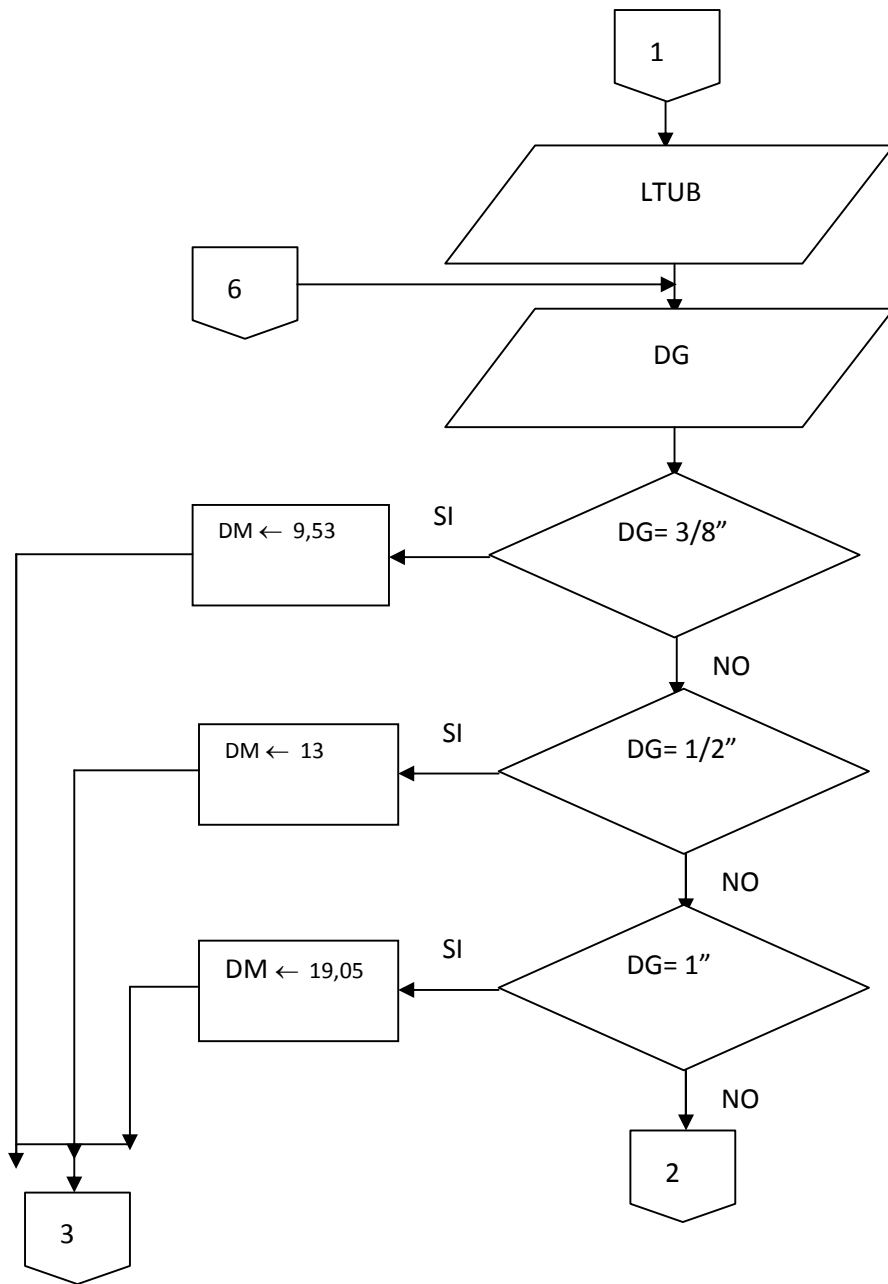 1
LTUB
6
DG
DG= 3/8”
SI
DM ← 9,53
NO
DG= 1/2”
SI
DM ← 13
NO
DG= 1”
SI
DM ← 19,05
NO
2
3